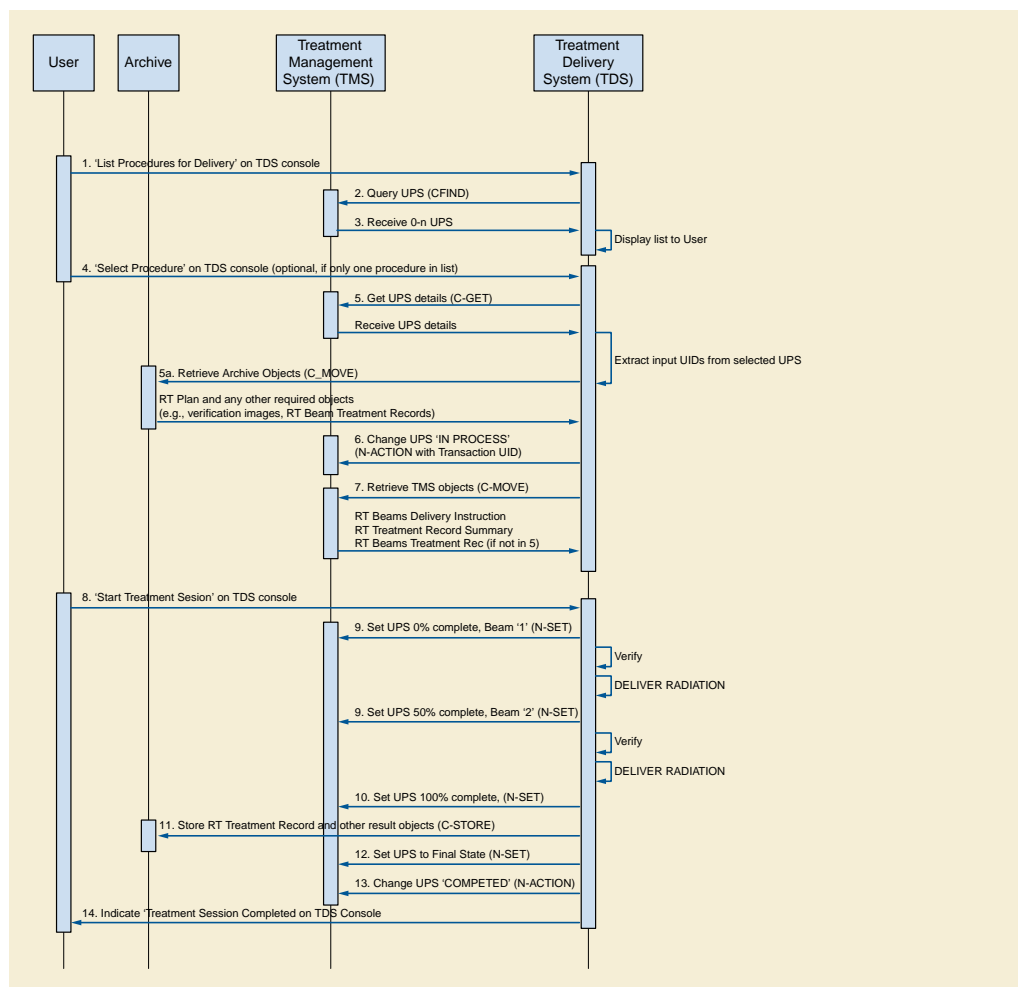 User
Archive
Treatment
Management
System (TMS)
Treatment
Delivery
System (TDS)
1. ‘List Procedures for Delivery’ on TDS console
2. Query UPS (CFIND)
3. Receive 0-n UPS
Display list to User
4. ‘Select Procedure’ on TDS console (optional, if only one procedure in list)
5. Get UPS details (C-GET)
Receive UPS details
Extract input UIDs from selected UPS
5a. Retrieve Archive Objects (C_MOVE)
RT Plan and any other required objects
(e.g., verification images, RT Beam Treatment Records)
6. Change UPS ‘IN PROCESS’
(N-ACTION with Transaction UID)
7. Retrieve TMS objects (C-MOVE)
RT Beams Delivery Instruction
RT Treatment Record Summary
RT Beams Treatment Rec (if not in 5)
8. ‘Start Treatment Sesion’ on TDS console
9. Set UPS 0% complete, Beam ‘1’ (N-SET)
Verify
DELIVER RADIATION
9. Set UPS 50% complete, Beam ‘2’ (N-SET)
Verify
DELIVER RADIATION
10. Set UPS 100% complete, (N-SET)
11. Store RT Treatment Record and other result objects (C-STORE)
12. Set UPS to Final State (N-SET)
13. Change UPS ‘COMPETED’ (N-ACTION)
14. Indicate ‘Treatment Session Completed on TDS Console